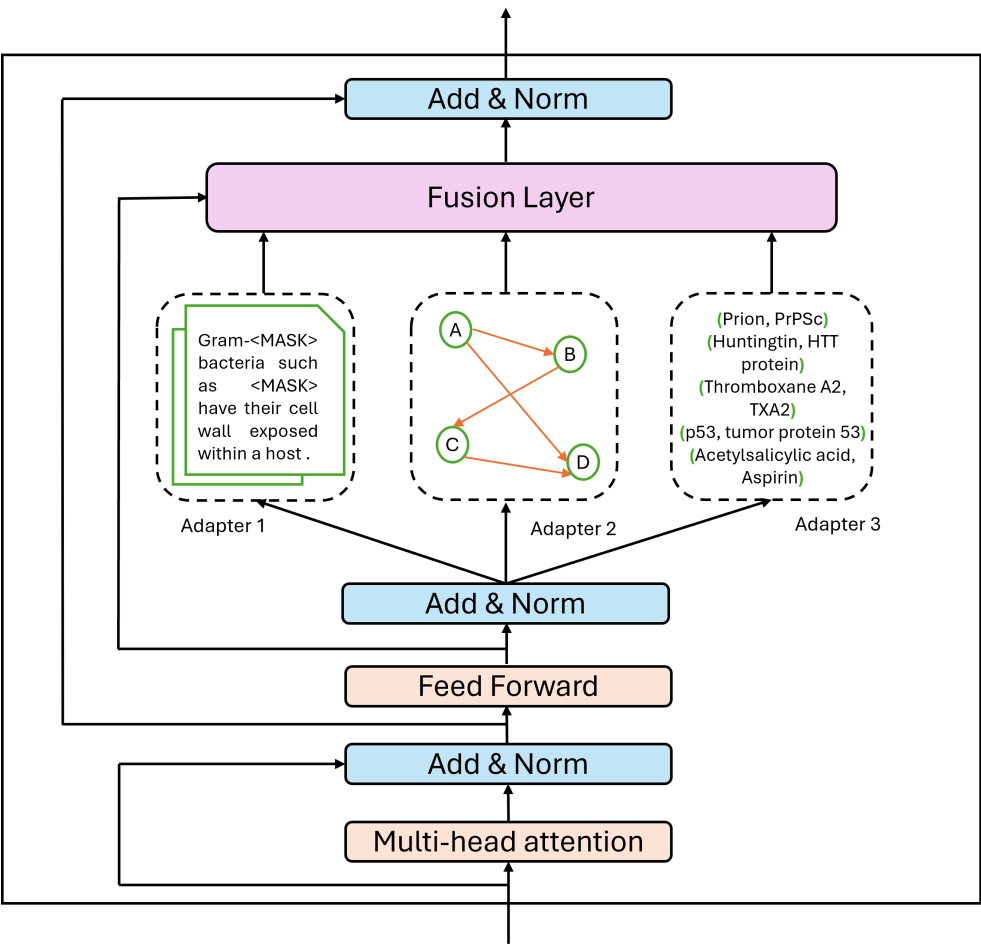 Add & Norm
Fusion Layer
Gram-<MASK>
bacteria such
as <MASK>
have their cell
wall exposed
within a host .
A
B
C
D
(Prion, PrPSc)
(Huntingtin, HTT
protein)
(Thromboxane A2,
TXA2)
(p53, tumor protein 53)
(Acetylsalicylic acid,
Aspirin)
Adapter 1
Adapter 2
Adapter 3
Add & Norm
Feed Forward
Add & Norm
Multi-head attention